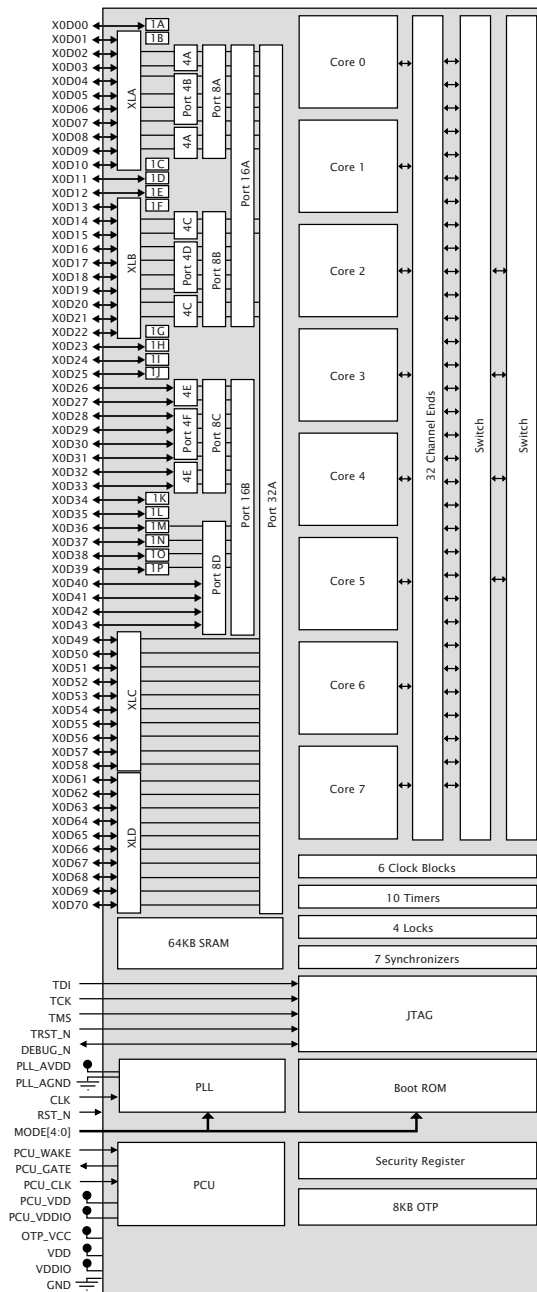 X0D00
1A
X0D01
1B
X0D02
X0D03
X0D04
X0D05
X0D06
X0D07
X0D08
X0D09
X0D10
1C
X0D11
1D
X0D12
1E
X0D13
1F
X0D14
X0D15
X0D16
X0D17
X0D18
X0D19
X0D20
X0D21
X0D22
1G
X0D23
1H
X0D24
1I
X0D25
1J
X0D26
X0D27
X0D28
X0D29
X0D30
X0D31
X0D32
X0D33
X0D34
1K
X0D35
1L
X0D36
1M
X0D37
1N
X0D38
1O
X0D39
1P
X0D40
X0D41
X0D42
X0D43
X0D49
X0D50
X0D51
X0D52
X0D53
X0D54
X0D55
X0D56
X0D57
X0D58
X0D61
X0D62
X0D63
X0D64
X0D65
X0D66
X0D67
X0D68
X0D69
X0D70
XLA
XLB
XLC
XLD
4A
Port 4B
4A
Port 8A
4C
Port 4D
4C
Port 8B
Port 16A
4E
Port 4F
4E
Port 8C
Port 8D
Port 16B
Port 32A
Core 0
Core 1
Core 2
Core 3
Core 4
Core 5
Core 6
Core 7
32 Channel Ends
Switch
Switch
6 Clock Blocks
10 Timers
4 Locks
7 Synchronizers
64KB SRAM
TDI
TCK
TMS
TRST_N
DEBUG_N
JTAG
PLL_AVDD
PLL_AGND
CLK
RST_N
MODE[4:0]
PLL
Boot ROM
PCU_WAKE
PCU_GATE
PCU_CLK
PCU_VDD
PCU_VDDIO
PCU
Security Register
8KB OTP
OTP_VCC
VDD
VDDIO
GND